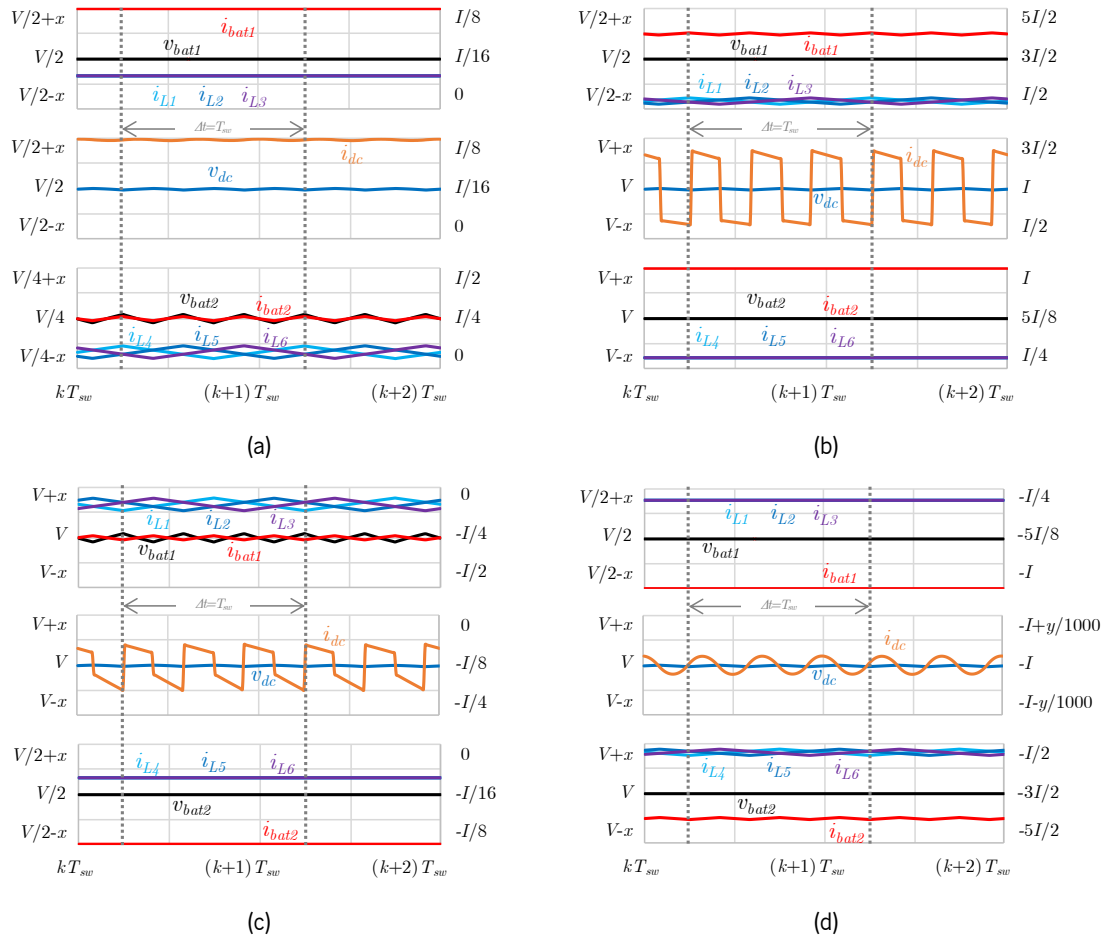 V/2+x
V/2
V/2-x
i_bat1
v_bat1
i_L1 i_L2 i_L3
I/8
I/16
0
V/2+x
V/2
V/2-x
Δt=T_sw
i_dc
v_dc
I/8
I/16
0
V/4+x
V/4
V/4-x
v_bat2
i_bat2
i_L4 i_L5 i_L6
I/2
I/4
0
kT_sw (k+1)T_sw (k+2)T_sw
(a)
V/2+x
V/2
V/2-x
v_bat1 i_bat1
i_L1 i_L2 i_L3
5I/2
3I/2
I/2
V+x
V
V-x
Δt=T_sw
i_dc
v_dc
3I/2
I
I/2
V+x
V
V-x
v_bat2 i_bat2
i_L4 i_L5 i_L6
I
5I/8
I/4
kT_sw (k+1)T_sw (k+2)T_sw
(b)
V+x
V
V-x
i_L1 i_L2 i_L3
v_bat1 i_bat1
0
-I/4
-I/2
V+x
V
V-x
Δt=T_sw
i_dc
v_dc
0
-I/8
-I/4
V/2+x
V/2
V/2-x
i_L4 i_L5 i_L6
v_bat2
i_bat2
0
-I/16
-I/8
kT_sw (k+1)T_sw (k+2)T_sw
(c)
V/2+x
V/2
V/2-x
i_L1 i_L2 i_L3
v_bat1
i_bat1
-I/4
-5I/8
-I
V+x
V
V-x
Δt=T_sw
i_dc
v_dc
-I+y/1000
-I
-I-y/1000
V+x
V
V-x
i_L4 i_L5 i_L6
v_bat2
i_bat2
-I/2
-3I/2
-5I/2
kT_sw (k+1)T_sw (k+2)T_sw
(d)